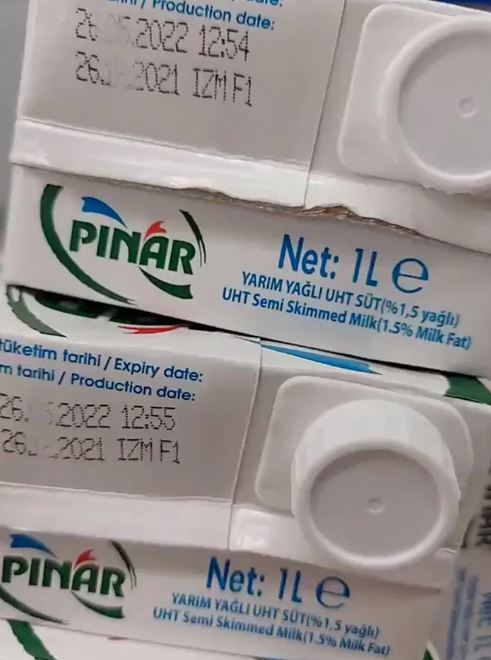 Production date:
2022 12:54
2021 IZM F1
PINAR
Net: 1L e
YARIM YAĞLI UHT SÜT(%1,5 yağlı)
UHT Semi Skimmed Milk(1.5% Milk Fat)
tüketim tarihi / Expiry date:
tarihi / Production date:
26. 2022 12:55
26. 2021 IZM F1
PINAR
Net: 1L e
YARIM YAĞLI UHT SÜT(%1,5 yağlı)
UHT Semi Skimmed Milk(1.5% Milk Fat)